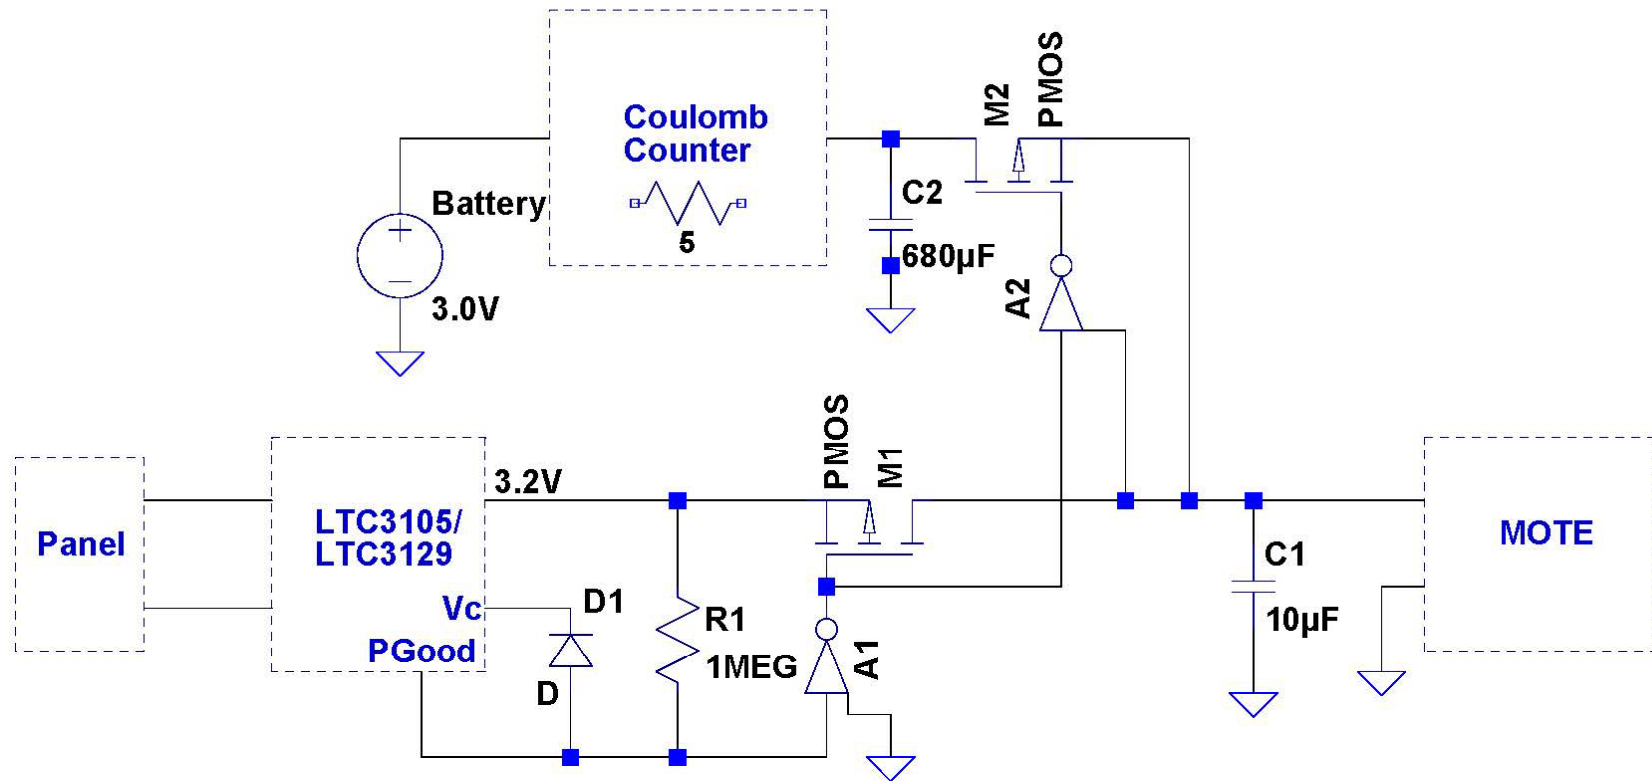 Coulomb
Counter
5
Battery
3.0V
C2
680µF
M2
PMOS
A2
Panel
LTC3105/
LTC3129
Vc
PGood
3.2V
D1
D
R1
1MEG
PMOS
M1
A1
C1
10µF
MOTE